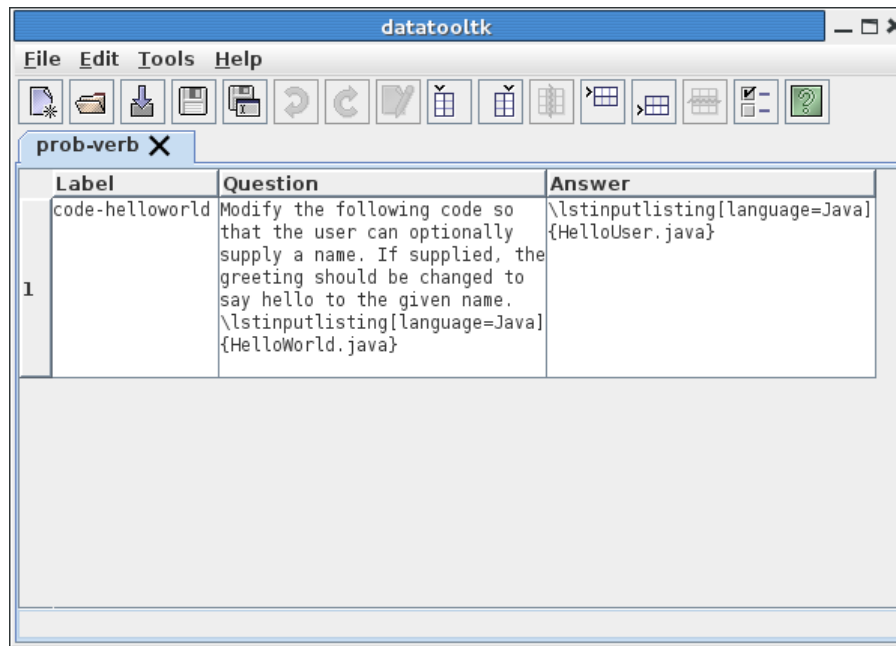 datatooltk
File Edit Tools Help
prob-verb
Label Question Answer
1
code-helloworld
Modify the following code so
that the user can optionally
supply a name. If supplied, the
greeting should be changed to
say hello to the given name.
\lstinputlisting[language=Java]
{HelloWorld.java}
\lstinputlisting[language=Java]
{HelloUser.java}